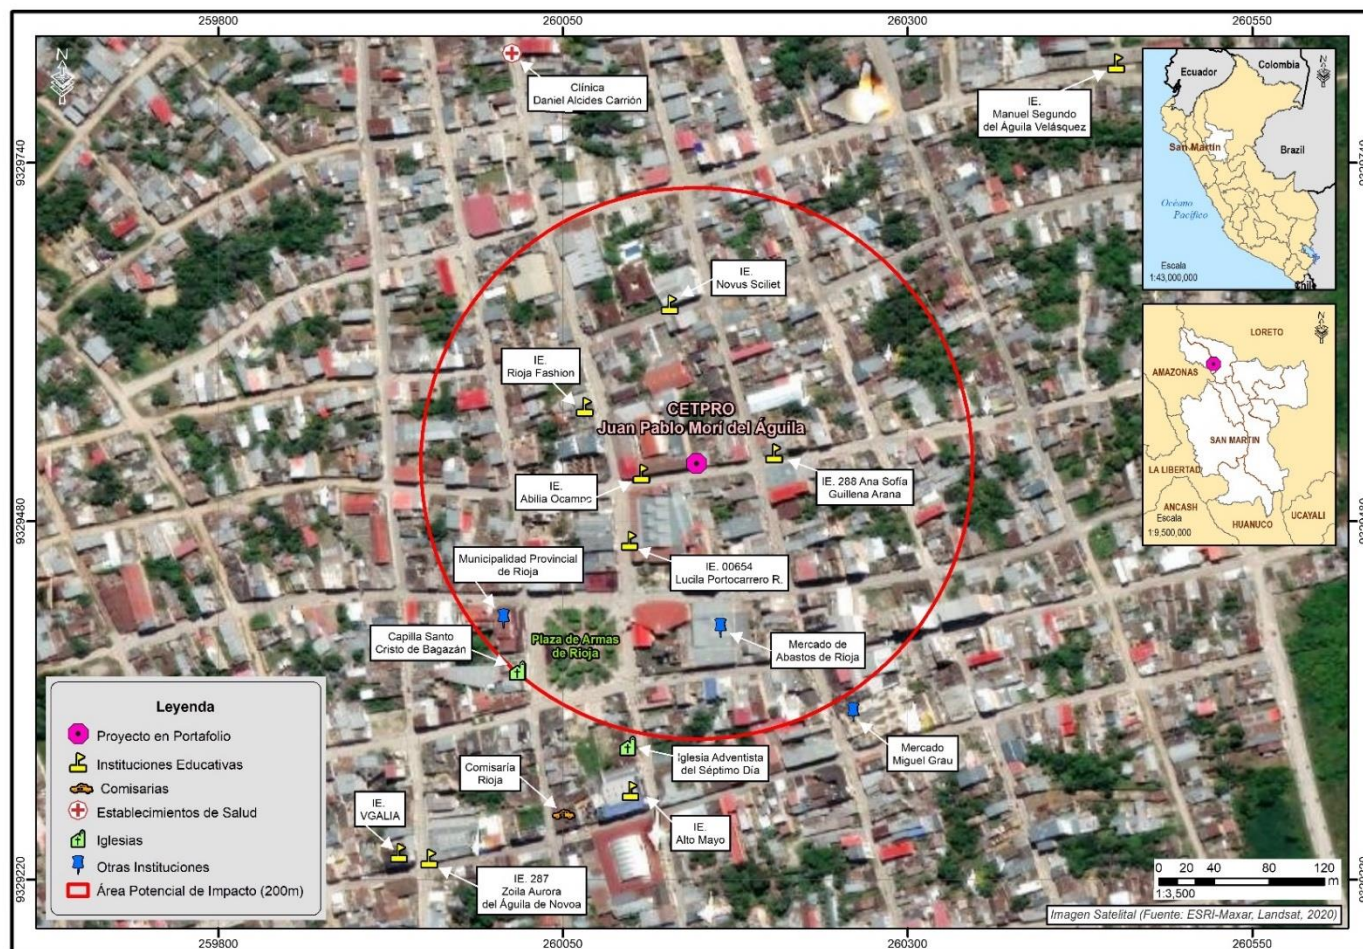 259800
260050
260300
260550
N
Clínica
Daniel Alcides Carrión
IE.
Manuel Segundo
del Águila Velásquez
Ecuador
Colombia
N
San Martín
Brazil
Océano
Pacífico
Escala
1:43,000,000
Chile
9329740
9329740
IE.
Novus Sciliet
IE.
Rioja Fashion
CETPRO
Juan Pablo Morí del Águila
N
LORETO
AMAZONAS
SAN MARTIN
LA LIBERTAD
ANCASH
HUANUCO
UCAYALI
Escala
1:9,500,000
IE.
Abilia Ocampo
IE. 288 Ana Sofía
Guillena Arana
9329480
9329480
IE. 00654
Lucila Portocarrero R.
Municipalidad Provincial
de Rioja
Capilla Santo
Cristo de Bagazán
Plaza de Armas
de Rioja
Mercado de
Abastos de Rioja
Mercado
Miguel Grau
Iglesia Adventista
del Séptimo Día
Comisaría
Rioja
IE.
VGALIA
IE.
Alto Mayo
IE. 287
Zoila Aurora
del Águila de Novoa
Leyenda
Proyecto en Portafolio
Instituciones Educativas
Comisarias
Establecimientos de Salud
Iglesias
Otras Instituciones
Área Potencial de Impacto (200m)
9329220
9329220
0 20 40 80 120
m
1:3,500
Imagen Satelital (Fuente: ESRI-Maxar, Landsat, 2020)
259800
260050
260300
260550